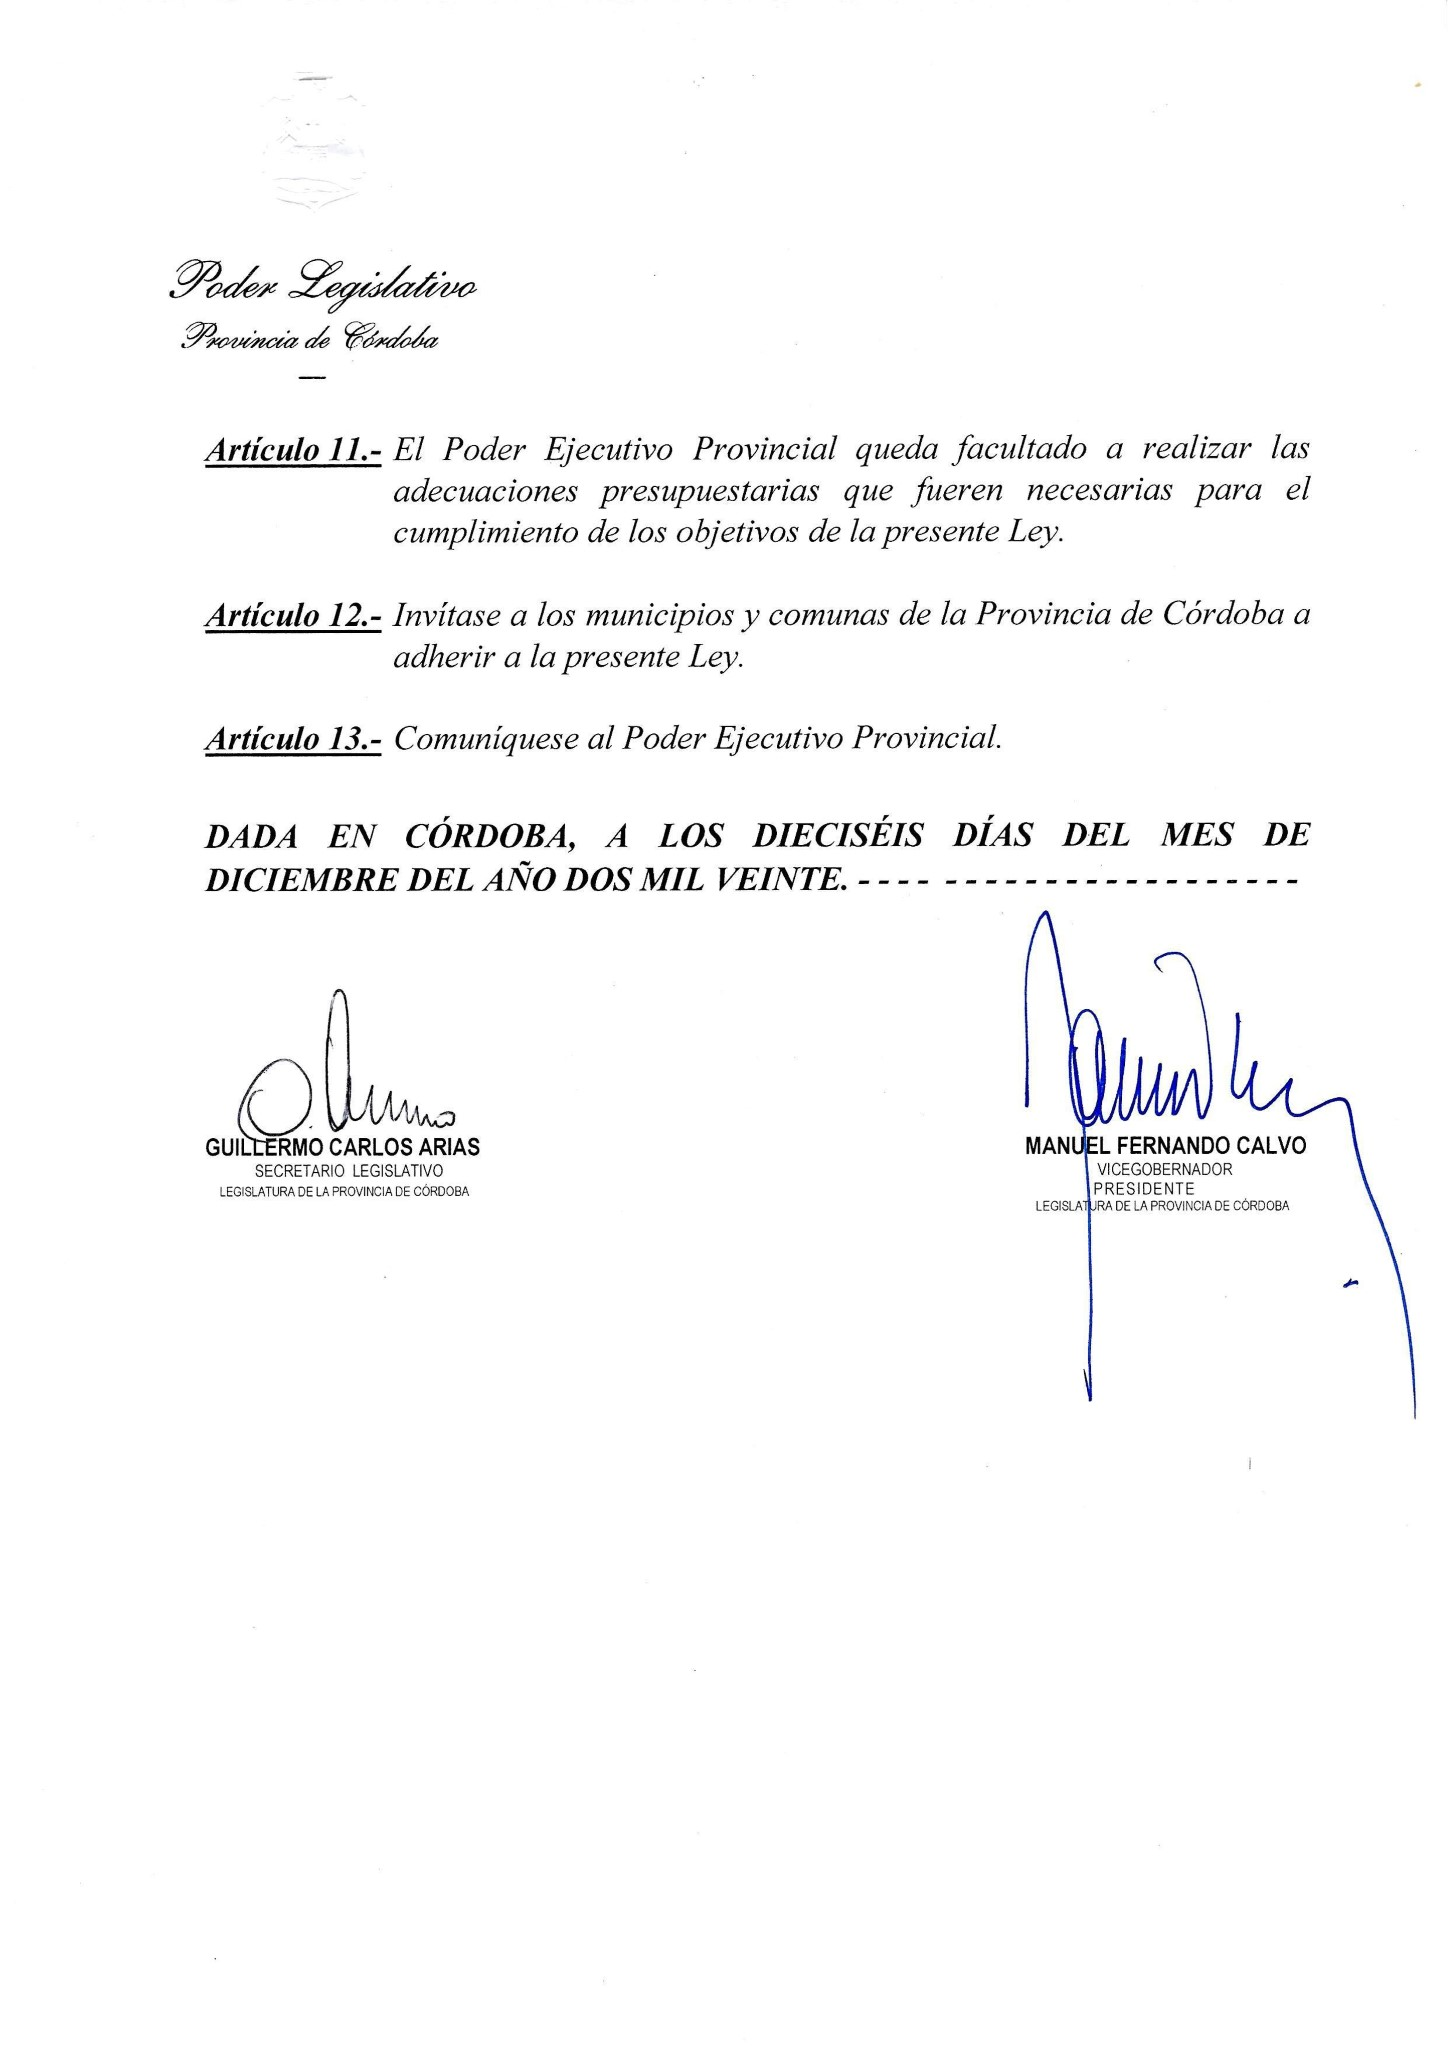 Poder Legislativo
Provincia de Córdoba
Artículo 11.- El Poder Ejecutivo Provincial queda facultado a realizar las
adecuaciones presupuestarias que fueren necesarias para el
cumplimiento de los objetivos de la presente Ley.
Artículo 12.- Invítase a los municipios y comunas de la Provincia de Córdoba a
adherir a la presente Ley.
Artículo 13.- Comuníquese al Poder Ejecutivo Provincial.
DADA EN CÓRDOBA, A LOS DIECISÉIS DÍAS DEL MES DE
DICIEMBRE DEL AÑO DOS MIL VEINTE. - - - - - - - - - - - - - - - - - - - - - -
GUILLERMO CARLOS ARIAS
SECRETARIO LEGISLATIVO
LEGISLATURA DE LA PROVINCIA DE CÓRDOBA
MANUEL FERNANDO CALVO
VICEGOBERNADOR
PRESIDENTE
LEGISLATURA DE LA PROVINCIA DE CÓRDOBA